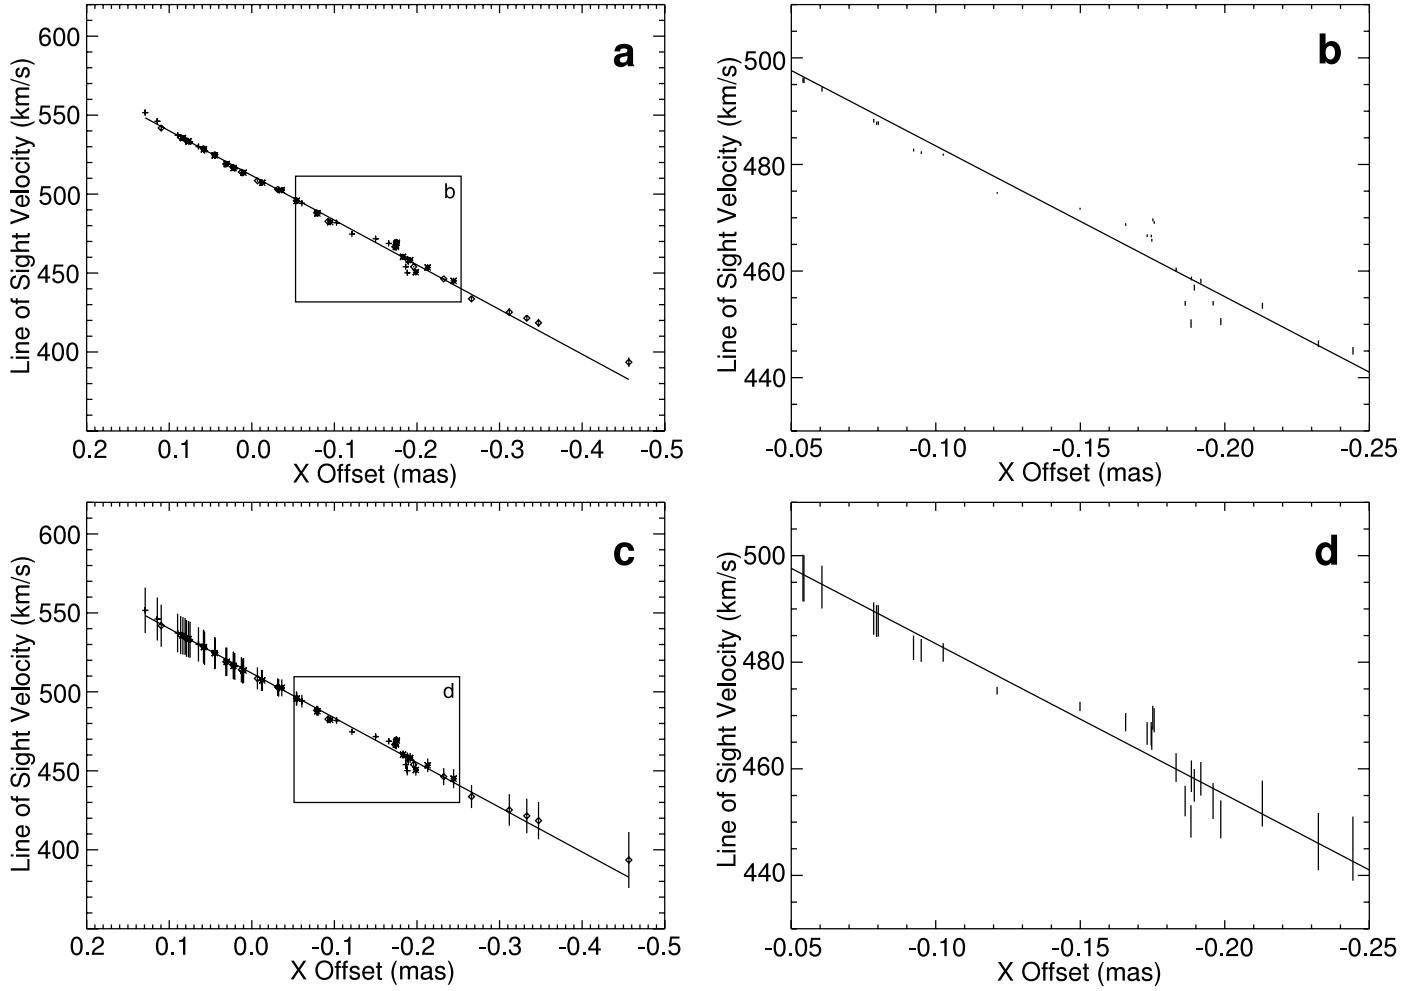 a
b
600
550
500
450
400
Line of Sight Velocity (km/s)
0.2 0.1 0.0 -0.1 -0.2 -0.3 -0.4 -0.5
X Offset (mas)
b
500
480
460
440
Line of Sight Velocity (km/s)
-0.05 -0.10 -0.15 -0.20 -0.25
X Offset (mas)
c
d
600
550
500
450
400
Line of Sight Velocity (km/s)
0.2 0.1 0.0 -0.1 -0.2 -0.3 -0.4 -0.5
X Offset (mas)
d
500
480
460
440
Line of Sight Velocity (km/s)
-0.05 -0.10 -0.15 -0.20 -0.25
X Offset (mas)